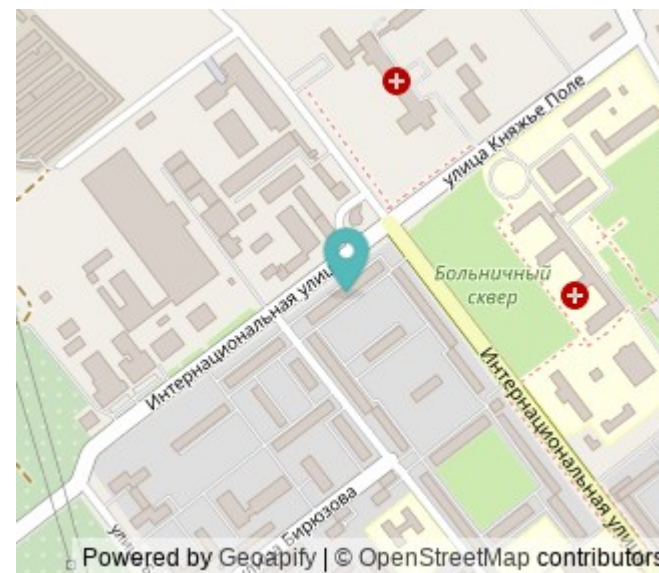 улица Княжье Поле
Больничный
сквер
Интернациональная ули
Интернациональная ули
Бирюзова
Powered by Geoapify | © OpenStreetMap contributors